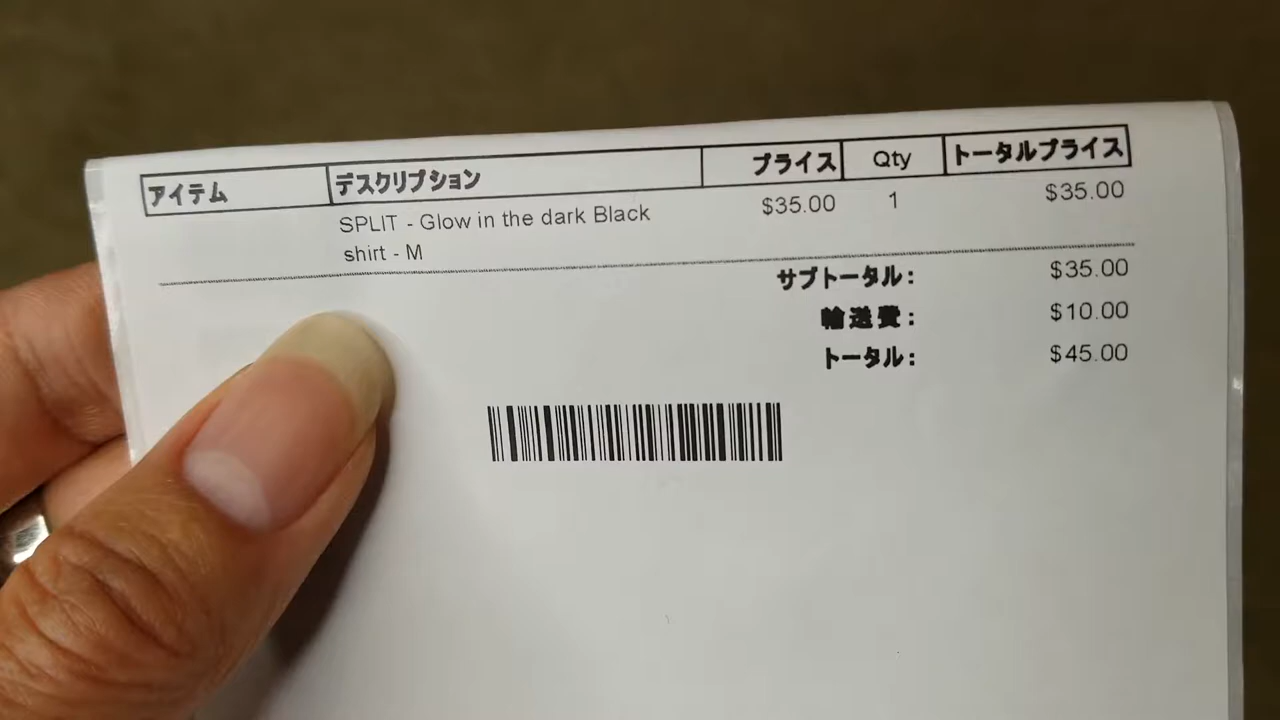 アイテム デスクリプション プライス Qty トータルプライス
SPLIT - Glow in the dark Black $35.00 1 $35.00
shirt - M
サブトータル: $35.00
輸送費: $10.00
トータル: $45.00